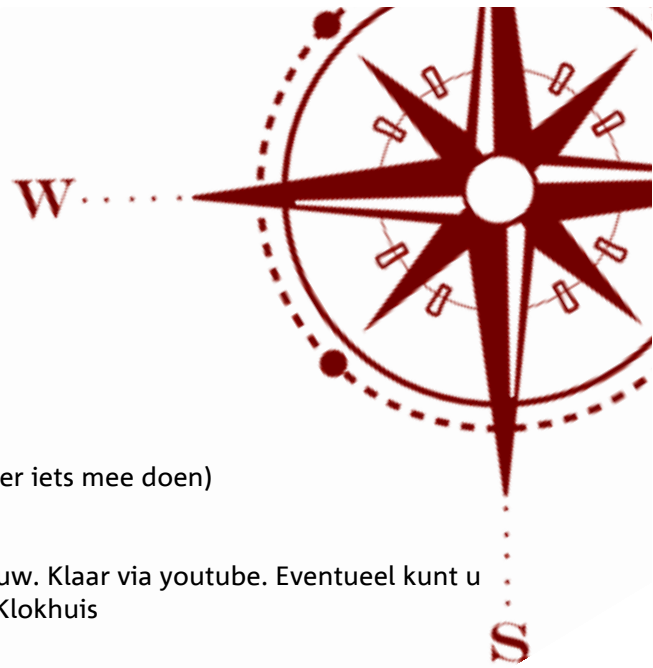 W
er iets mee doen)
uw. Klaar via youtube. Eventueel kunt u
Klokhuis
S